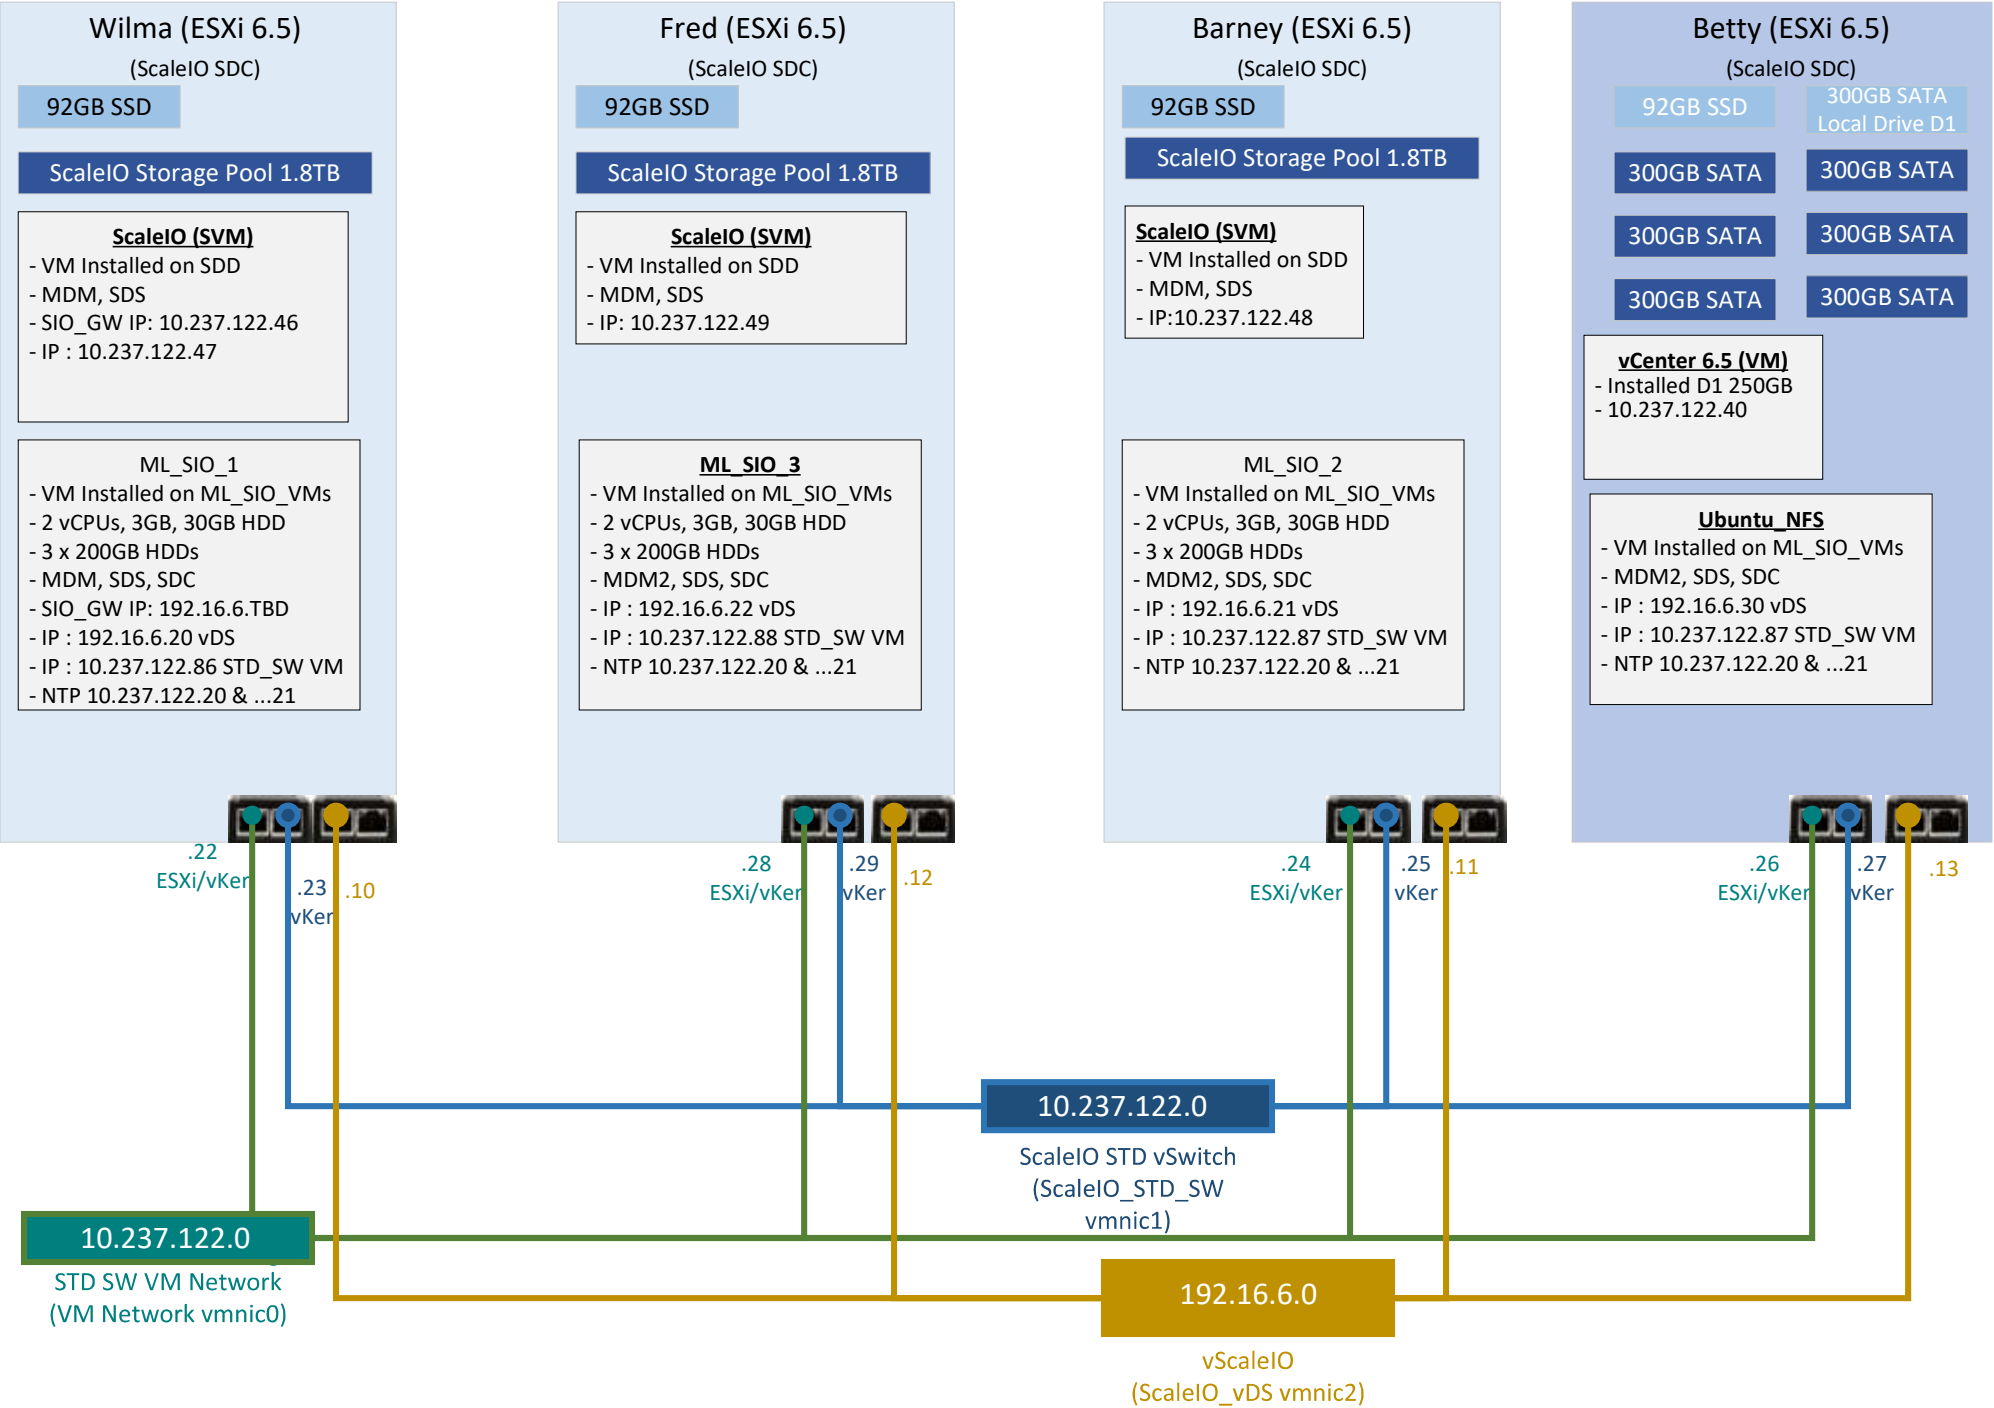 Wilma (ESXi 6.5)
(ScaleIO SDC)
92GB SSD
ScaleIO Storage Pool 1.8TB
ScaleIO (SVM)
- VM Installed on SDD
- MDM, SDS
- SIO_GW IP: 10.237.122.46
- IP : 10.237.122.47
ML_SIO_1
- VM Installed on ML_SIO_VMs
- 2 vCPUs, 3GB, 30GB HDD
- 3 x 200GB HDDs
- MDM, SDS, SDC
- SIO_GW IP: 192.16.6.TBD
- IP : 192.16.6.20 vDS
- IP : 10.237.122.86 STD_SW VM
- NTP 10.237.122.20 & ...21
Fred (ESXi 6.5)
(ScaleIO SDC)
92GB SSD
ScaleIO Storage Pool 1.8TB
ScaleIO (SVM)
- VM Installed on SDD
- MDM, SDS
- IP: 10.237.122.49
ML_SIO_3
- VM Installed on ML_SIO_VMs
- 2 vCPUs, 3GB, 30GB HDD
- 3 x 200GB HDDs
- MDM2, SDS, SDC
- IP : 192.16.6.22 vDS
- IP : 10.237.122.88 STD_SW VM
- NTP 10.237.122.20 & ...21
Barney (ESXi 6.5)
(ScaleIO SDC)
92GB SSD
ScaleIO Storage Pool 1.8TB
ScaleIO (SVM)
- VM Installed on SDD
- MDM, SDS
- IP:10.237.122.48
ML_SIO_2
- VM Installed on ML_SIO_VMs
- 2 vCPUs, 3GB, 30GB HDD
- 3 x 200GB HDDs
- MDM2, SDS, SDC
- IP : 192.16.6.21 vDS
- IP : 10.237.122.87 STD_SW VM
- NTP 10.237.122.20 & ...21
Betty (ESXi 6.5)
(ScaleIO SDC)
92GB SSD
300GB SATA
Local Drive D1
300GB SATA
300GB SATA
300GB SATA
300GB SATA
300GB SATA
300GB SATA
vCenter 6.5 (VM)
- Installed D1 250GB
- 10.237.122.40
Ubuntu_NFS
- VM Installed on ML_SIO_VMs
- MDM2, SDS, SDC
- IP : 192.16.6.30 vDS
- IP : 10.237.122.87 STD_SW VM
- NTP 10.237.122.20 & ...21
.22
ESXi/vKer
.23
vKer
.10
.28
ESXi/vKer
.29
vKer
.12
.24
ESXi/vKer
.25
vKer
.11
.26
ESXi/vKer
.27
vKer
.13
10.237.122.0
ScaleIO STD vSwitch
(ScaleIO_STD_SW
vmnic1)
10.237.122.0
STD SW VM Network
(VM Network vmnic0)
192.16.6.0
vScaleIO
(ScaleIO_vDS vmnic2)